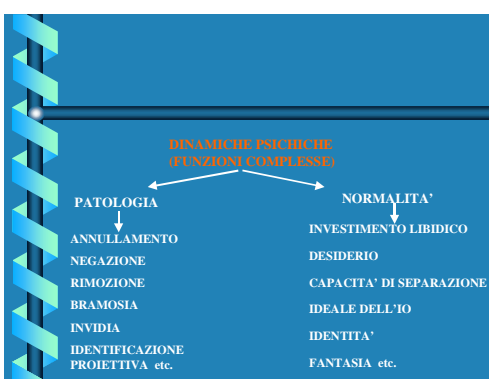 DINAMICHE PSICHICHE
(FUNZIONI COMPLESSE)
PATOLOGIA
ANNULLAMENTO
NEGAZIONE
RIMOZIONE
BRAMOSIA
INVIDIA
IDENTIFICAZIONE
PROIETTIVA etc.
NORMALITA'
INVESTIMENTO LIBIDICO
DESIDERIO
CAPACITA' DI SEPARAZIONE
IDEALE DELL'IO
IDENTITA'
FANTASIA etc.